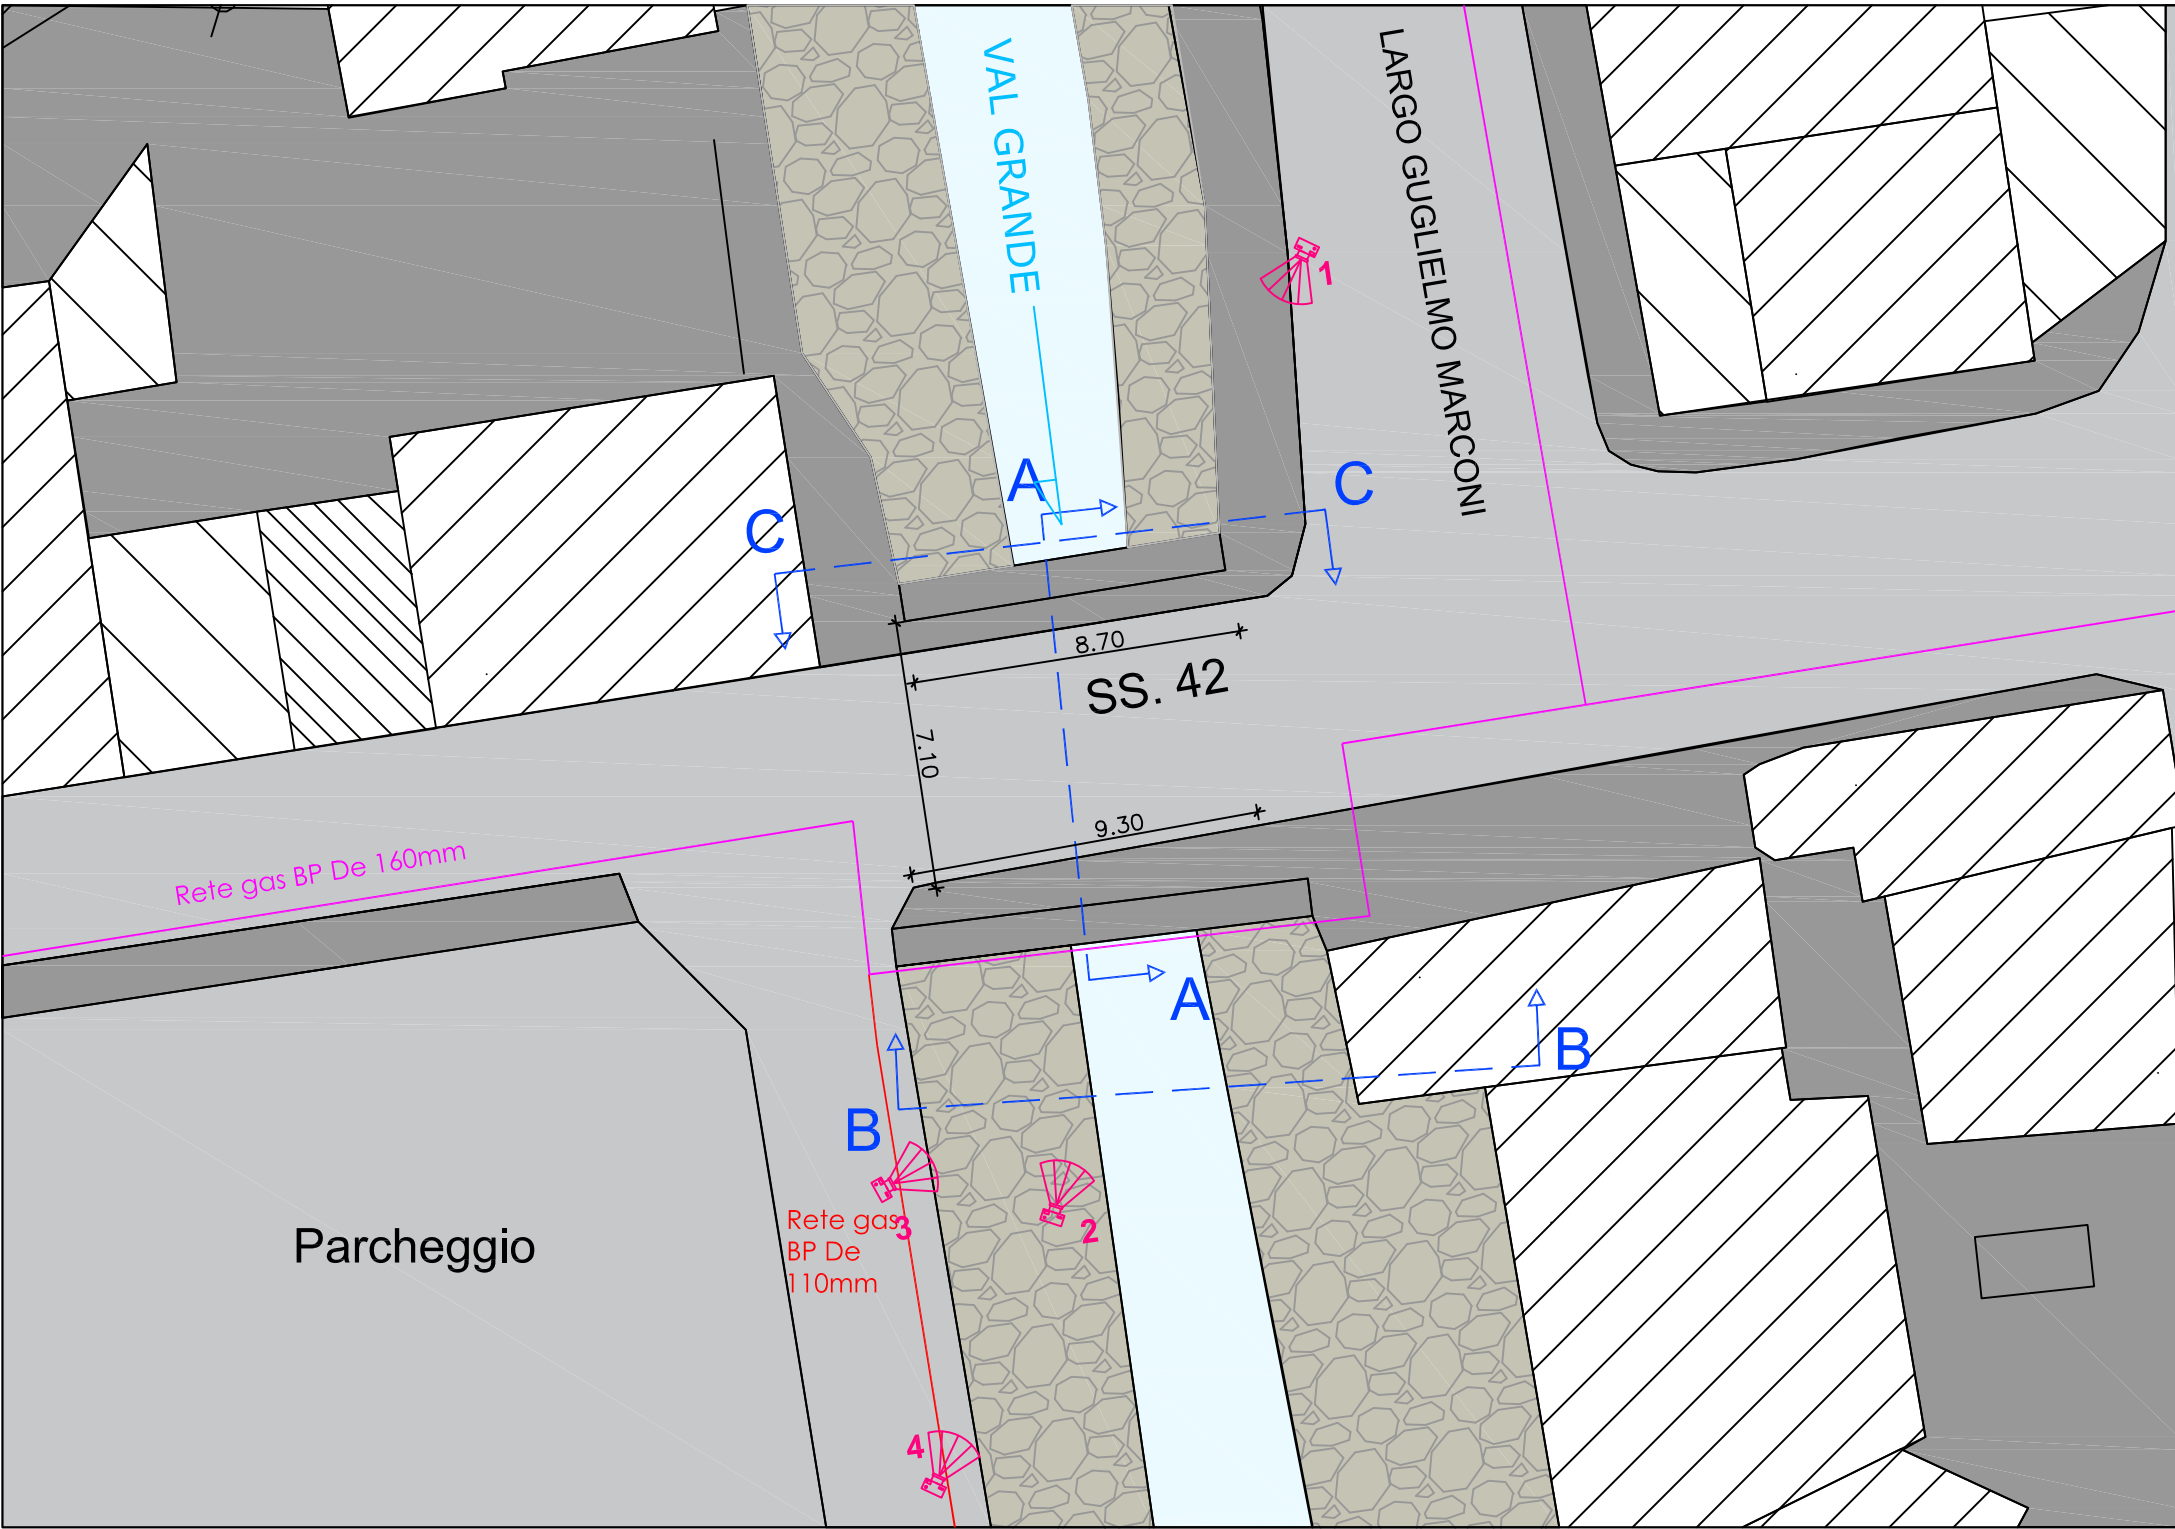 VAL GRANDE
LARGO GUGLIELMO MARCONI
1
A
C
C
8.70
SS. 42
7.10
9.30
Rete gas BP De 160mm
A
B
B
Rete gas
BP De
110mm
3
2
Parcheggio
4